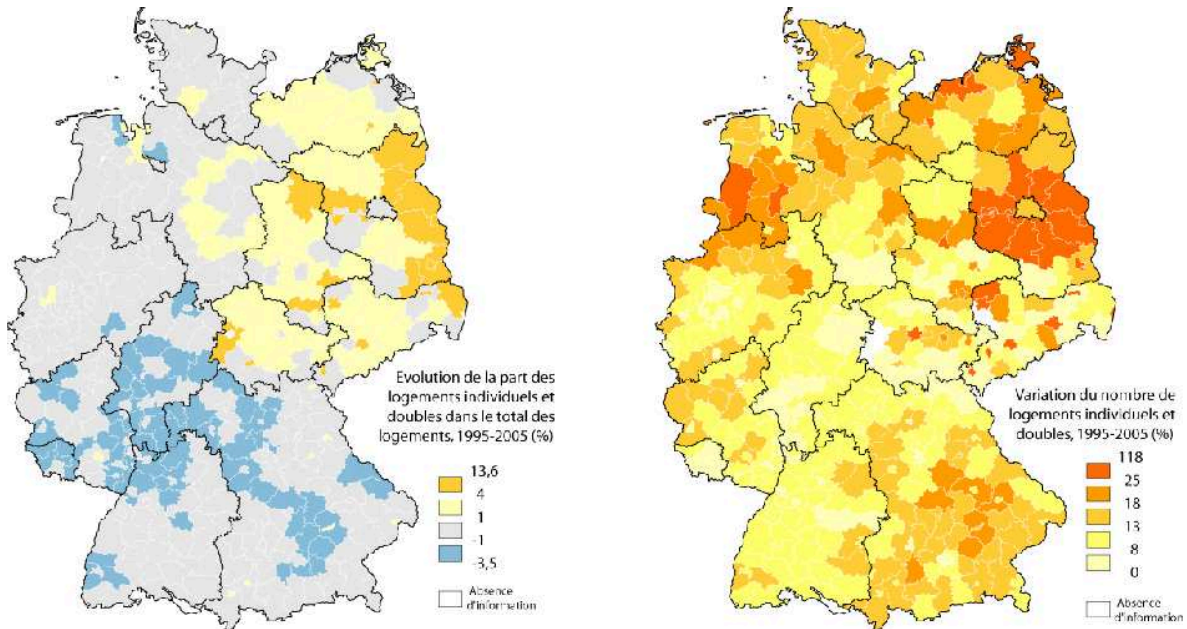 Evolution de la part des
logements individuels et
doubles dans le total des
logements, 1995-2005 (%)
13,6
4
1
-1
-3,5
Absence
d'information
Variation du nombre de
logements individuels et
doubles, 1995-2005 (%)
118
25
18
13
8
0
Absence
d'information